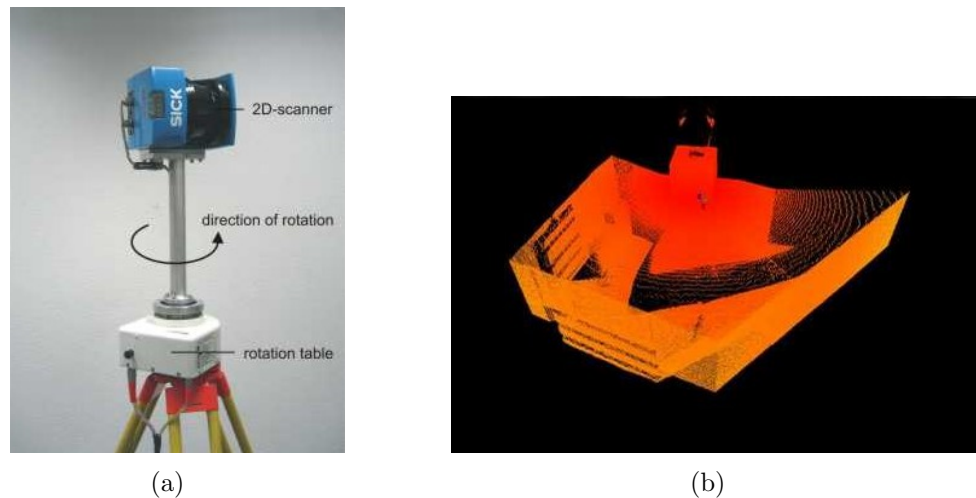 SICK
2D-scanner
direction of rotation
rotation table
(a)
(b)